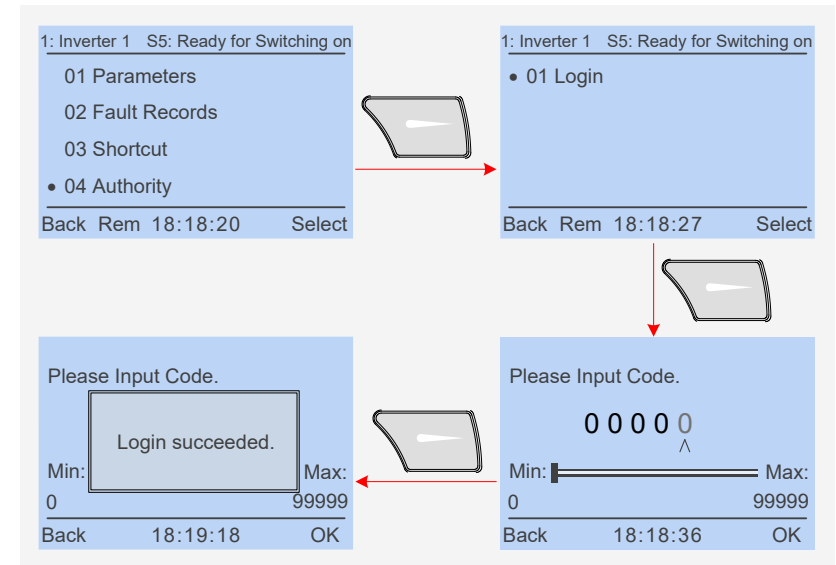 1: Inverter 1 S5: Ready for Switching on
01 Parameters
02 Fault Records
03 Shortcut
• 04 Authority
Back Rem 18:18:20 Select
1: Inverter 1 S5: Ready for Switching on
• 01 Login
Back Rem 18:18:27 Select
Please Input Code.
0 0 0 0 0
^
Min: Max:
0 99999
Back 18:18:36 OK
Please Input Code.
Login succeeded.
Min: Max:
0 99999
Back 18:19:18 OK